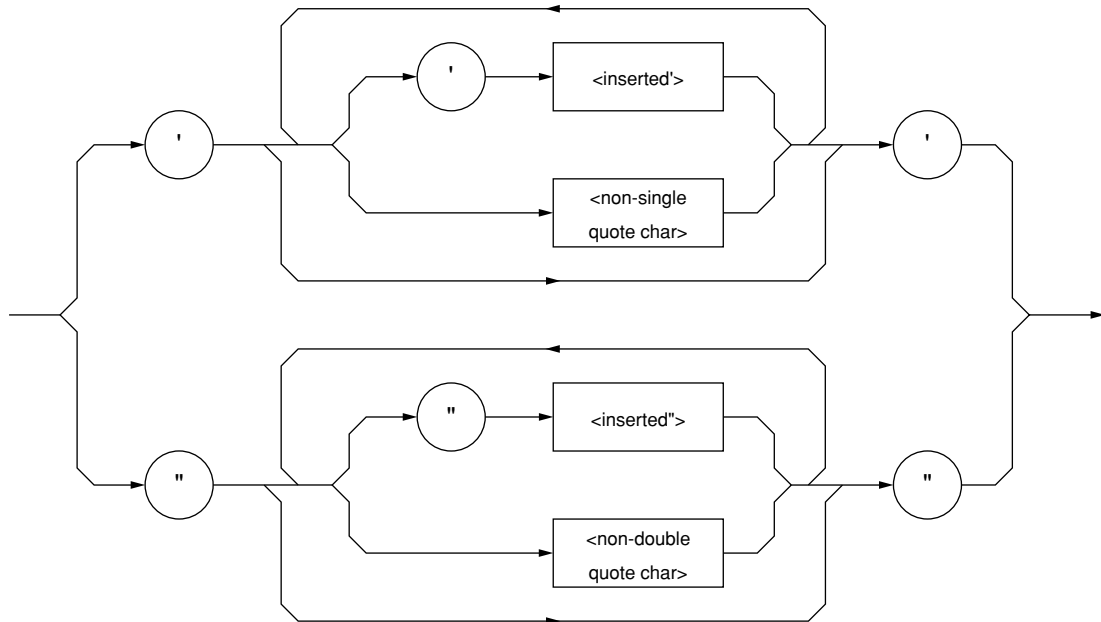 '
<inserted'>
'
'
<non-single
quote char>
"
<inserted">
"
"
<non-double
quote char>